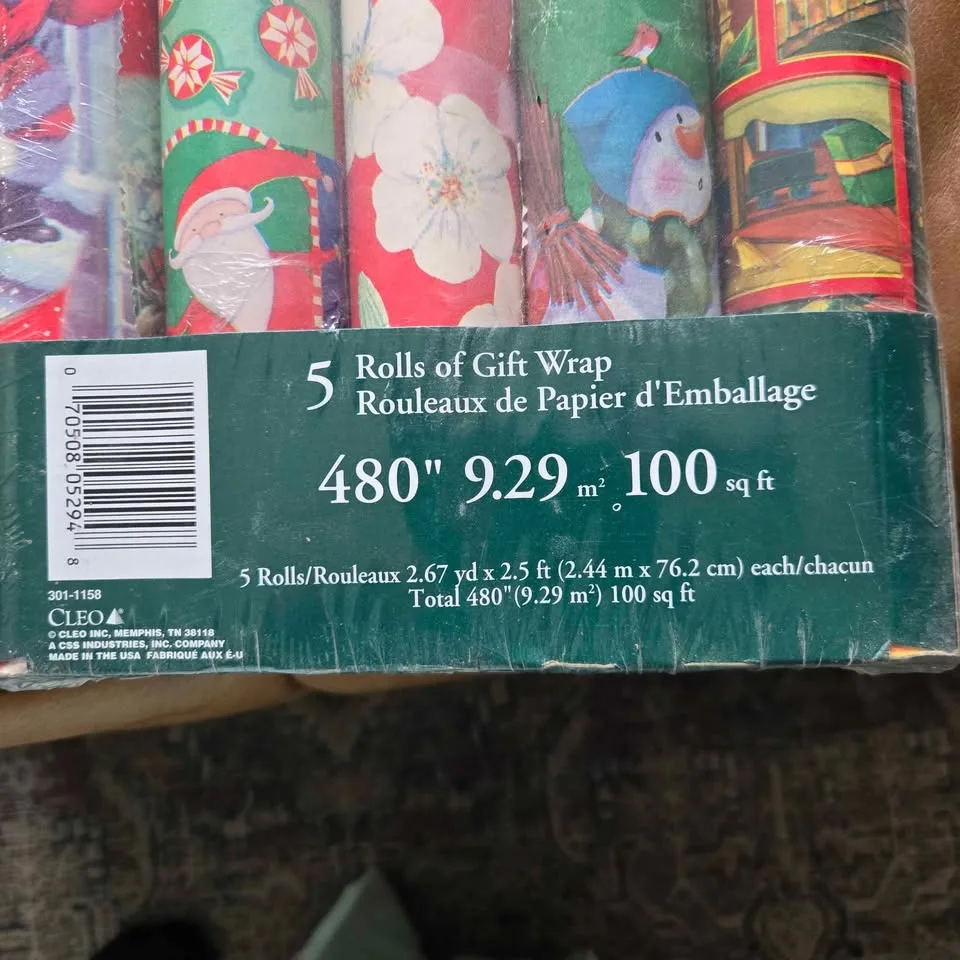 5 Rolls of Gift Wrap
Rouleaux de Papier d'Emballage
480" 9.29 m² 100 sq ft
5 Rolls/Rouleaux 2.67 yd x 2.5 ft (2.44 m x 76.2 cm) each/chacun
Total 480"(9.29 m²) 100 sq ft
0 70508 05294 8
301-1158
CLEO
© CLEO INC, MEMPHIS, TN 38118
A CSS INDUSTRIES, INC. COMPANY
MADE IN THE USA FABRIQUÉ AUX É-U